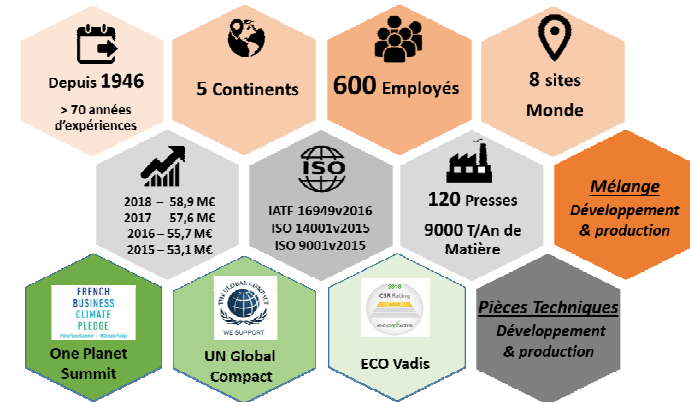 Depuis 1946
> 70 années
d'expériences
5 Continents
600 Employés
8 sites
Monde
2018 – 58,9 M€
2017 57,6 M€
2016 – 55,7 M€
2015 – 53,1 M€
ISO
IATF 16949v2016
ISO 14001v2015
ISO 9001v2015
120 Presses
9000 T/An de
Matière
Mélange
Développement
& production
FRENCH
BUSINESS
CLIMATE
PLEDGE
One Planet
Summit
THE GLOBAL COMPACT
WE SUPPORT
UN Global
Compact
2016
CSR Rating
ecovadis
ECO Vadis
Pièces Techniques
Développement
& production